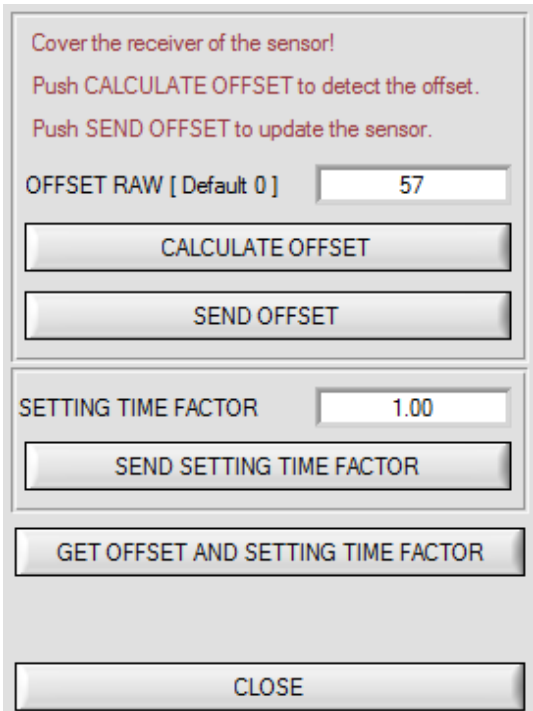 Cover the receiver of the sensor!
Push CALCULATE OFFSET to detect the offset.
Push SEND OFFSET to update the sensor.
OFFSET RAW [ Default 0 ] 57
CALCULATE OFFSET
SEND OFFSET
SETTING TIME FACTOR 1.00
SEND SETTING TIME FACTOR
GET OFFSET AND SETTING TIME FACTOR
CLOSE